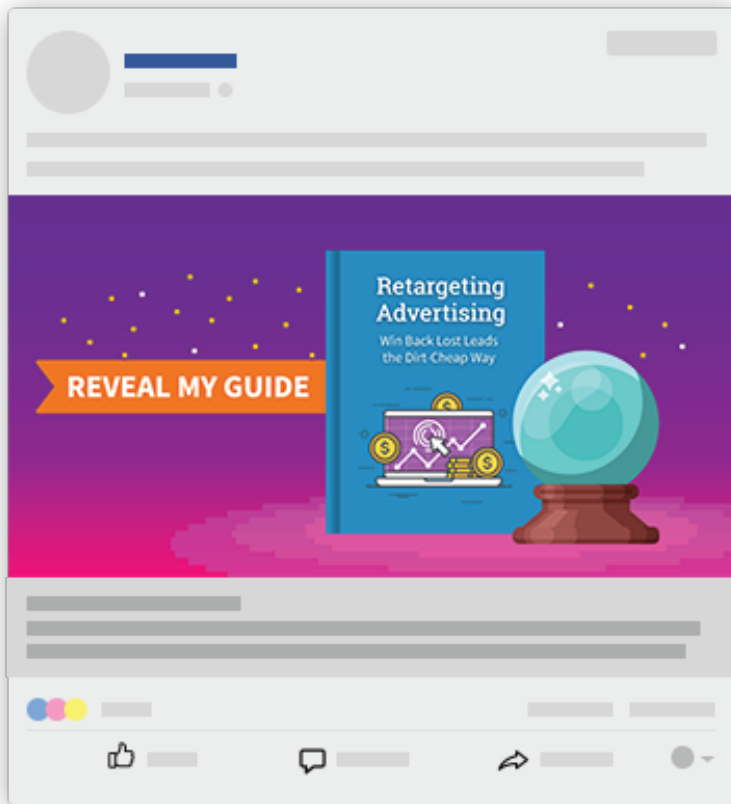 Retargeting
Advertising
Win Back Lost Leads
the Dirt-Cheap Way
REVEAL MY GUIDE
$
$
$